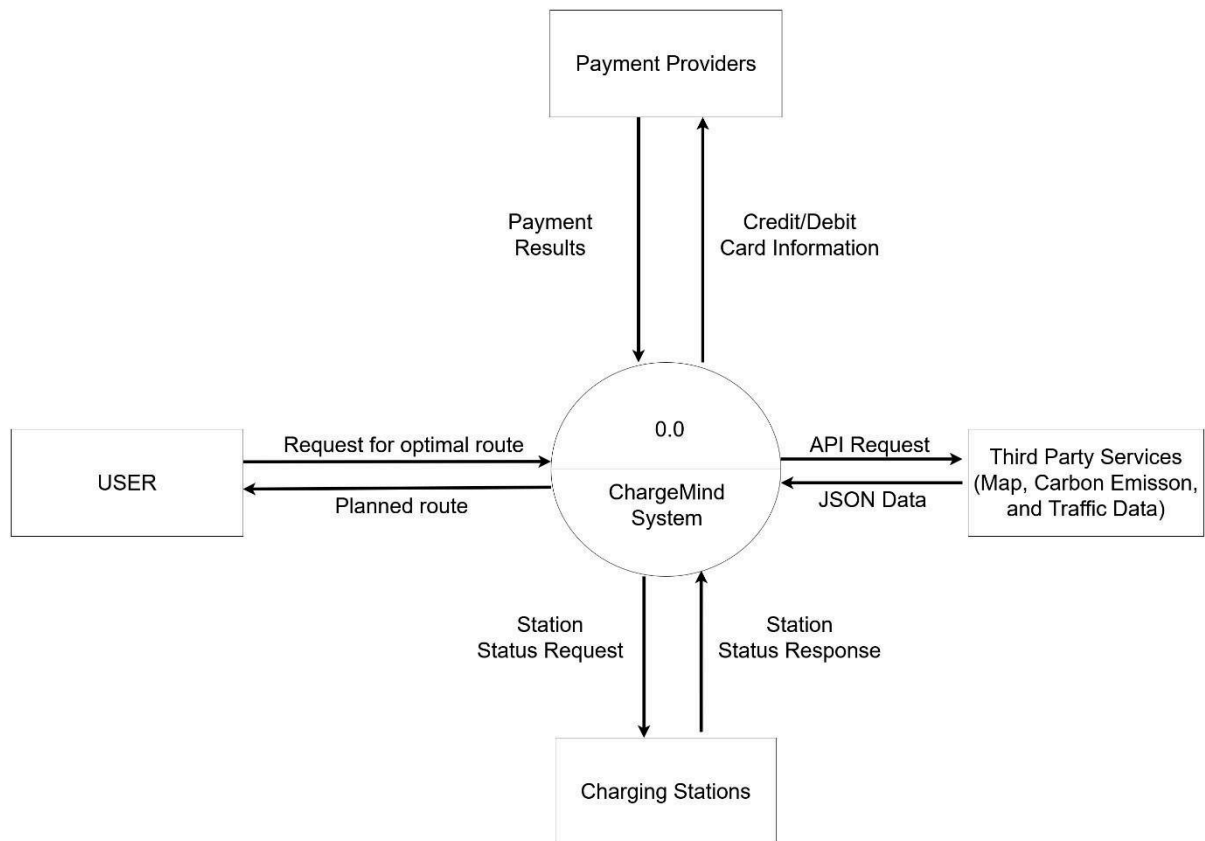 Payment Providers
Payment
Results
Credit/Debit
Card Information
Request for optimal route
USER
Planned route
0.0
ChargeMind
System
API Request
JSON Data
Third Party Services
(Map, Carbon Emisson,
and Traffic Data)
Station
Status Request
Station
Status Response
Charging Stations